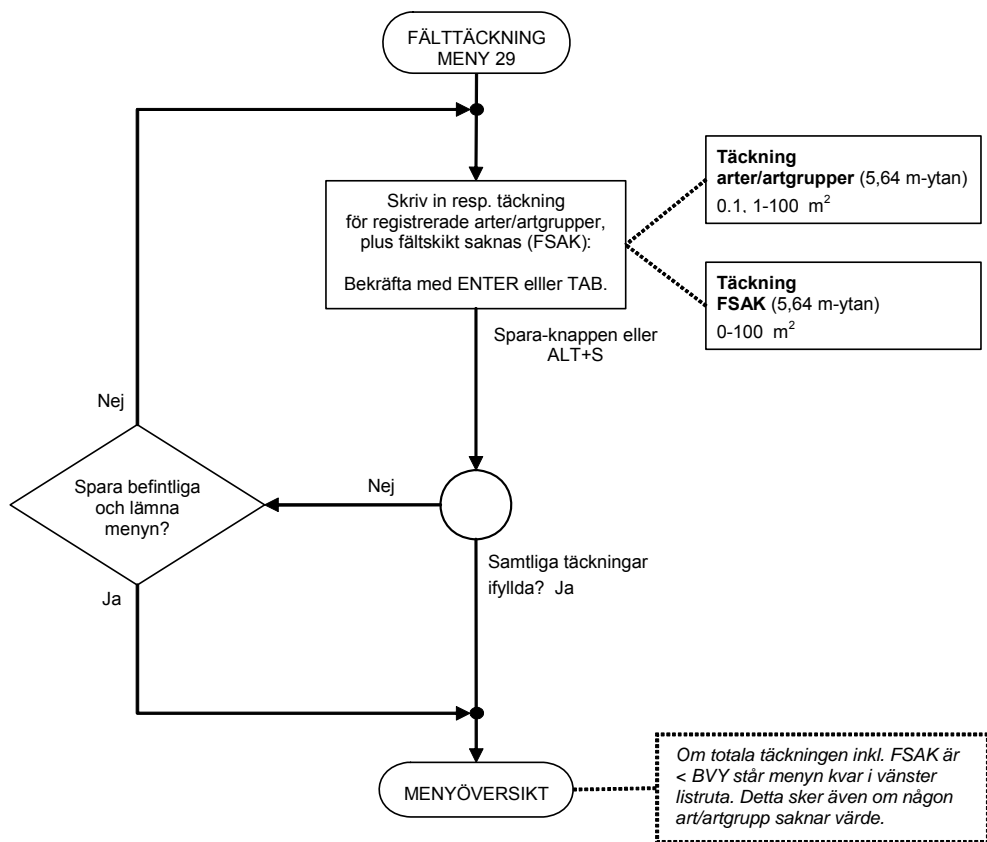 FÄLTTÄCKNING
MENY 29
Skriv in resp. täckning
för registrerade arter/artgrupper,
plus fältskikt saknas (FSAK):
Bekräfta med ENTER elller TAB.
Täckning
arter/artgrupper (5,64 m-ytan)
0.1, 1-100 m²
Täckning
FSAK (5,64 m-ytan)
0-100 m²
Spara-knappen eller
ALT+S
Nej
Spara befintliga
och lämna
menyn?
Nej
Samtliga täckningar
ifyllda? Ja
Ja
MENYÖVERSIKT
Om totala täckningen inkl. FSAK är
< BVY står menyn kvar i vänster
listruta. Detta sker även om någon
art/artgrupp saknar värde.